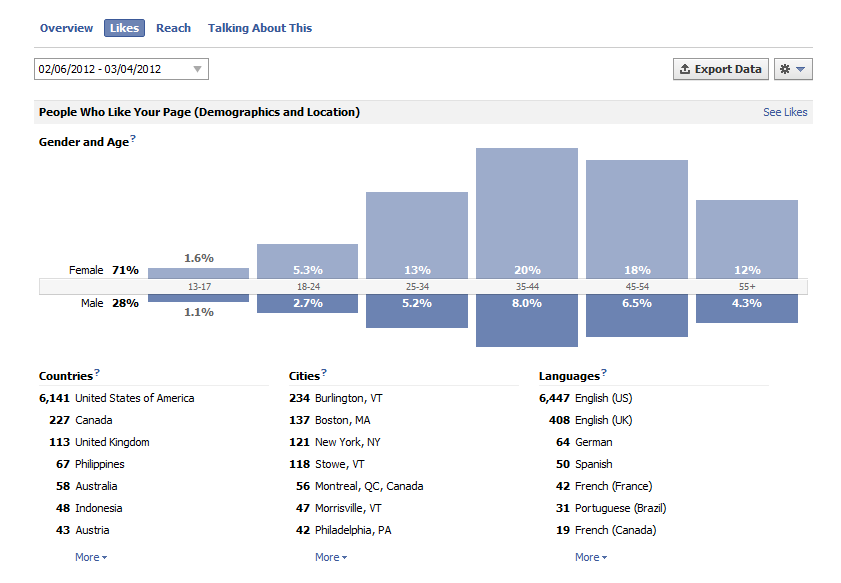 Overview Likes Reach Talking About This
02/06/2012 - 03/04/2012
Export Data
People Who Like Your Page (Demographics and Location) See Likes
Gender and Age?
Female 71% 1.6% 5.3% 13% 20% 18% 12%
13-17 18-24 25-34 35-44 45-54 55+
Male 28% 1.1% 2.7% 5.2% 8.0% 6.5% 4.3%
Countries?
6,141 United States of America
227 Canada
113 United Kingdom
67 Philippines
58 Australia
48 Indonesia
43 Austria
More
Cities?
234 Burlington, VT
137 Boston, MA
121 New York, NY
118 Stowe, VT
56 Montreal, QC, Canada
47 Morrisville, VT
42 Philadelphia, PA
More
Languages?
6,447 English (US)
408 English (UK)
64 German
50 Spanish
42 French (France)
31 Portuguese (Brazil)
19 French (Canada)
More